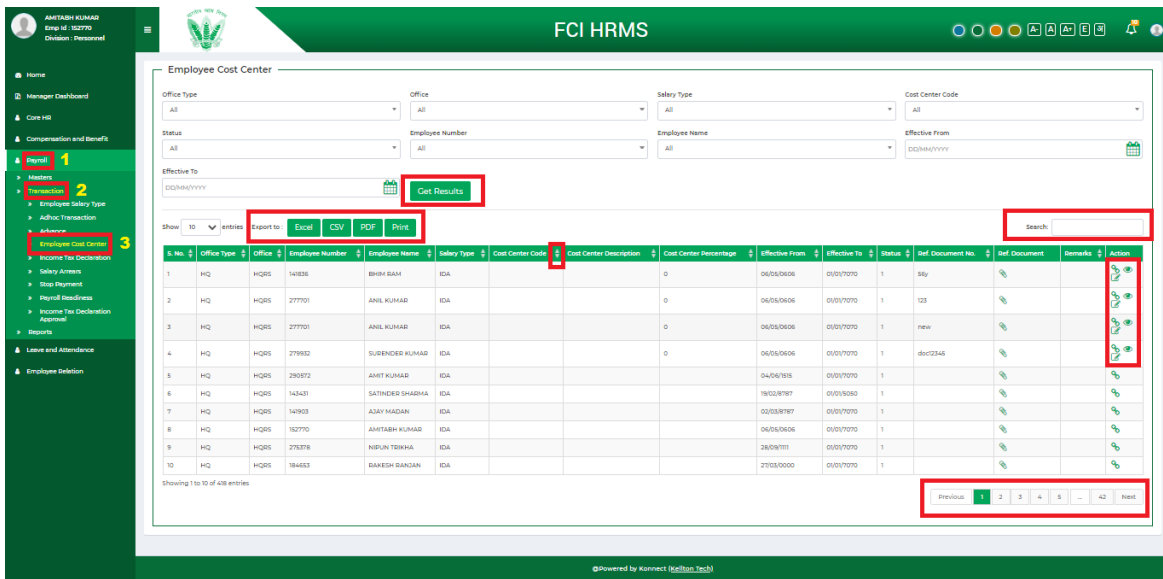 AMITABH KUMAR
Emp Id : 152770
Division : Personnel
FCI HRMS
A- A A+ E अ
Home
Manager Dashboard
Core HR
Compensation and Benefit
Payroll 1
Masters
Transaction 2
Employee Salary Type
Adhoc Transaction
Advance
Employee Cost Center 3
Income Tax Declaration
Salary Arrears
Stop Payment
Payroll Readiness
Income Tax Declaration
Approval
Reports
Leave and Attendance
Employee Relation
Employee Cost Center
Office Type Office Salary Type Cost Center Code
All All All All
Status Employee Number Employee Name Effective From
All All All DD/MM/YYYY
Effective To
DD/MM/YYYY Get Results
Show 10 entries Export to : Excel CSV PDF Print Search:
S. No. Office Type Office Employee Number Employee Name Salary Type Cost Center Code Cost Center Description Cost Center Percentage Effective From Effective To Status Ref. Document No. Ref. Document Remarks Action
1 HQ HQRS 141836 BHIM RAM IDA 0 06/05/0606 01/01/7070 1 56y
2 HQ HQRS 277701 ANIL KUMAR IDA 0 06/05/0606 01/01/7070 1 123
3 HQ HQRS 277701 ANIL KUMAR IDA 0 06/05/0606 01/01/7070 1 new
4 HQ HQRS 279932 SURENDER KUMAR IDA 0 06/05/0606 01/01/7070 1 doc12346
5 HQ HQRS 290572 AMIT KUMAR IDA 04/06/1515 01/01/7070 1
6 HQ HQRS 143431 SATINDER SHARMA IDA 19/02/8787 01/01/5050 1
7 HQ HQRS 141903 AJAY MADAN IDA 02/03/8787 01/01/7070 1
8 HQ HQRS 152770 AMITABH KUMAR IDA 06/05/0606 01/01/7070 1
9 HQ HQRS 275378 NIPUN TRIKHA IDA 28/09/1111 01/01/7070 1
10 HQ HQRS 184653 RAKESH RANJAN IDA 27/03/0000 01/01/7070 1
Showing 1 to 10 of 418 entries
Previous 1 2 3 4 5 ... 42 Next
@Powered by Konnect (Kellton Tech)